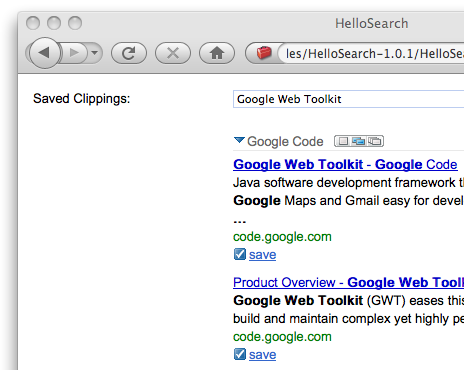 HelloSearch
les/HelloSearch-1.0.1/HelloSea
Saved Clippings:
Google Web Toolkit
Google Code
Google Web Toolkit - Google Code
Java software development framework th
Google Maps and Gmail easy for devel
...
code.google.com
save
Product Overview - Google Web Toolk
Google Web Toolkit (GWT) eases this
build and maintain complex yet highly pe
code.google.com
save